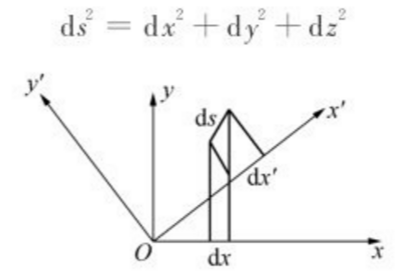 ds² = dx² + dy² + dz²
y′
y
x′
ds
dx′
O
dx
x